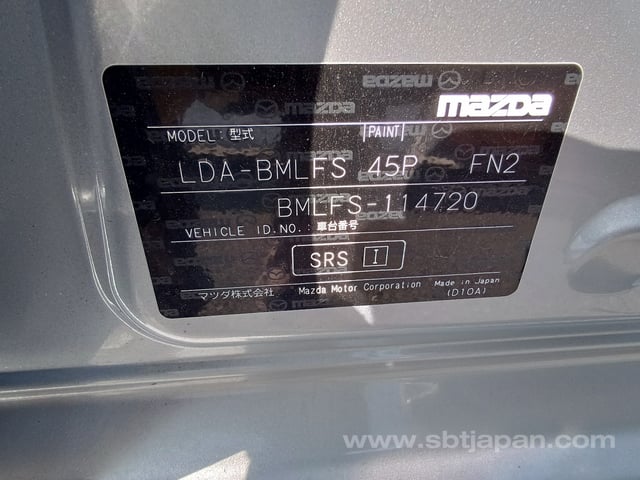 mazda
MODEL:型式 PAINT
LDA-BMLFS 45P FN2
BMLFS-114720
VEHICLE ID.NO.:車台番号
SRS I
マツダ株式会社 Mazda Motor Corporation Made in Japan
(D10A)
www.sbtjapan.com